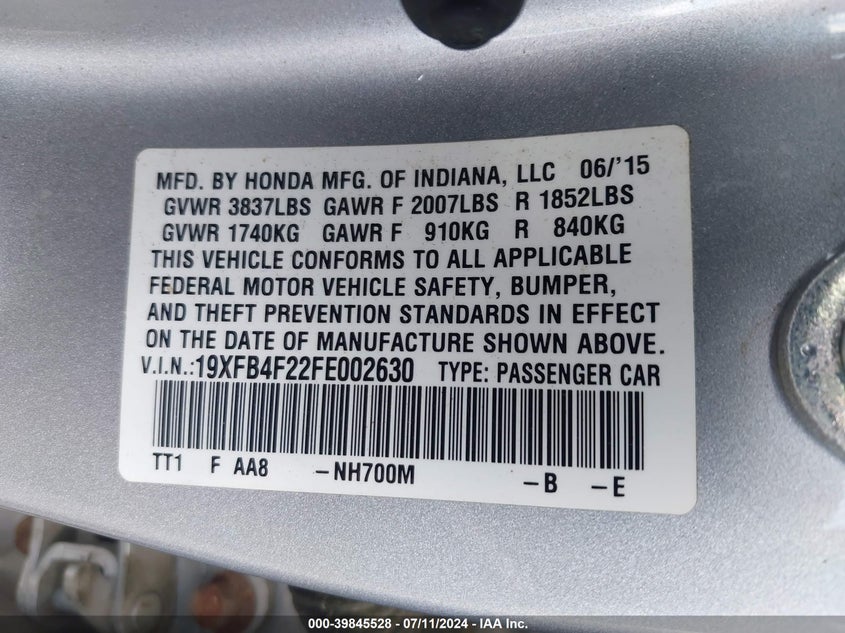 MFD. BY HONDA MFG. OF INDIANA, LLC 06/'15
GVWR 3837LBS GAWR F 2007LBS R 1852LBS
GVWR 1740KG GAWR F 910KG R 840KG
THIS VEHICLE CONFORMS TO ALL APPLICABLE
FEDERAL MOTOR VEHICLE SAFETY, BUMPER,
AND THEFT PREVENTION STANDARDS IN EFFECT
ON THE DATE OF MANUFACTURE SHOWN ABOVE.
V.I.N.:19XFB4F22FE002630 TYPE: PASSENGER CAR
TT1 F AA8 –NH700M –B –E
000-39845528 - 07/11/2024 - IAA Inc.